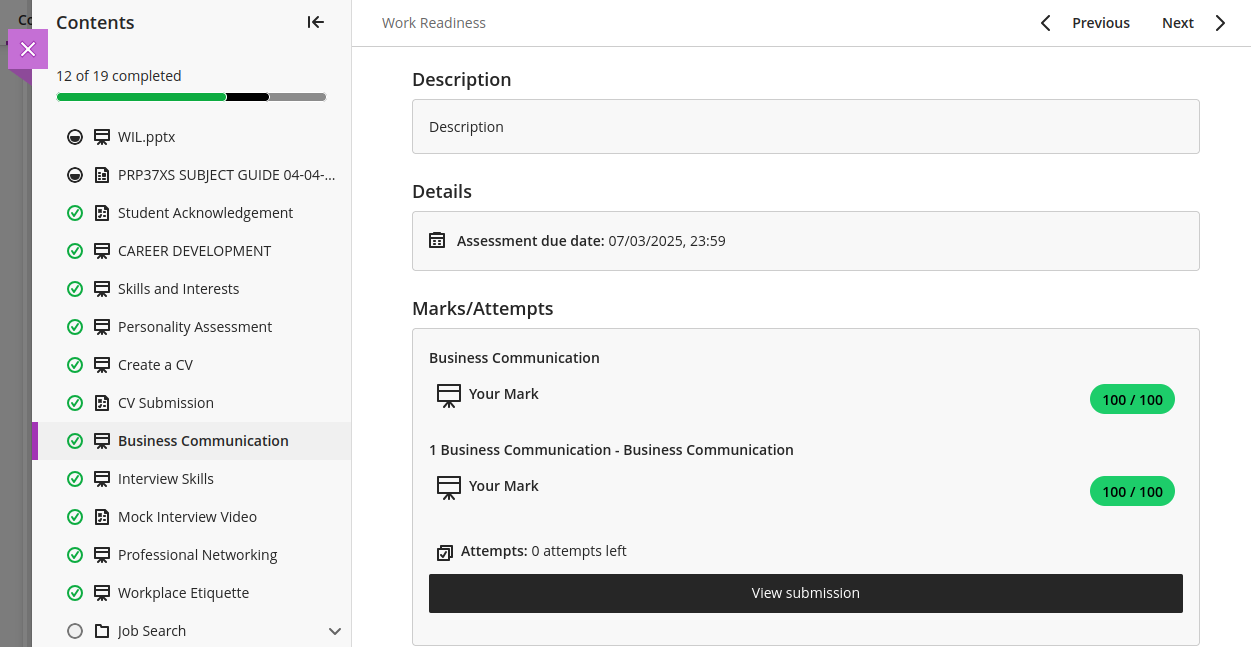 Contents
12 of 19 completed
WIL.pptx
PRP37XS SUBJECT GUIDE 04-04-...
Student Acknowledgement
CAREER DEVELOPMENT
Skills and Interests
Personality Assessment
Create a CV
CV Submission
Business Communication
Interview Skills
Mock Interview Video
Professional Networking
Workplace Etiquette
Job Search
Work Readiness
Previous
Next
Description
Description
Details
Assessment due date: 07/03/2025, 23:59
Marks/Attempts
Business Communication
Your Mark
100 / 100
1 Business Communication - Business Communication
Your Mark
100 / 100
Attempts: 0 attempts left
View submission